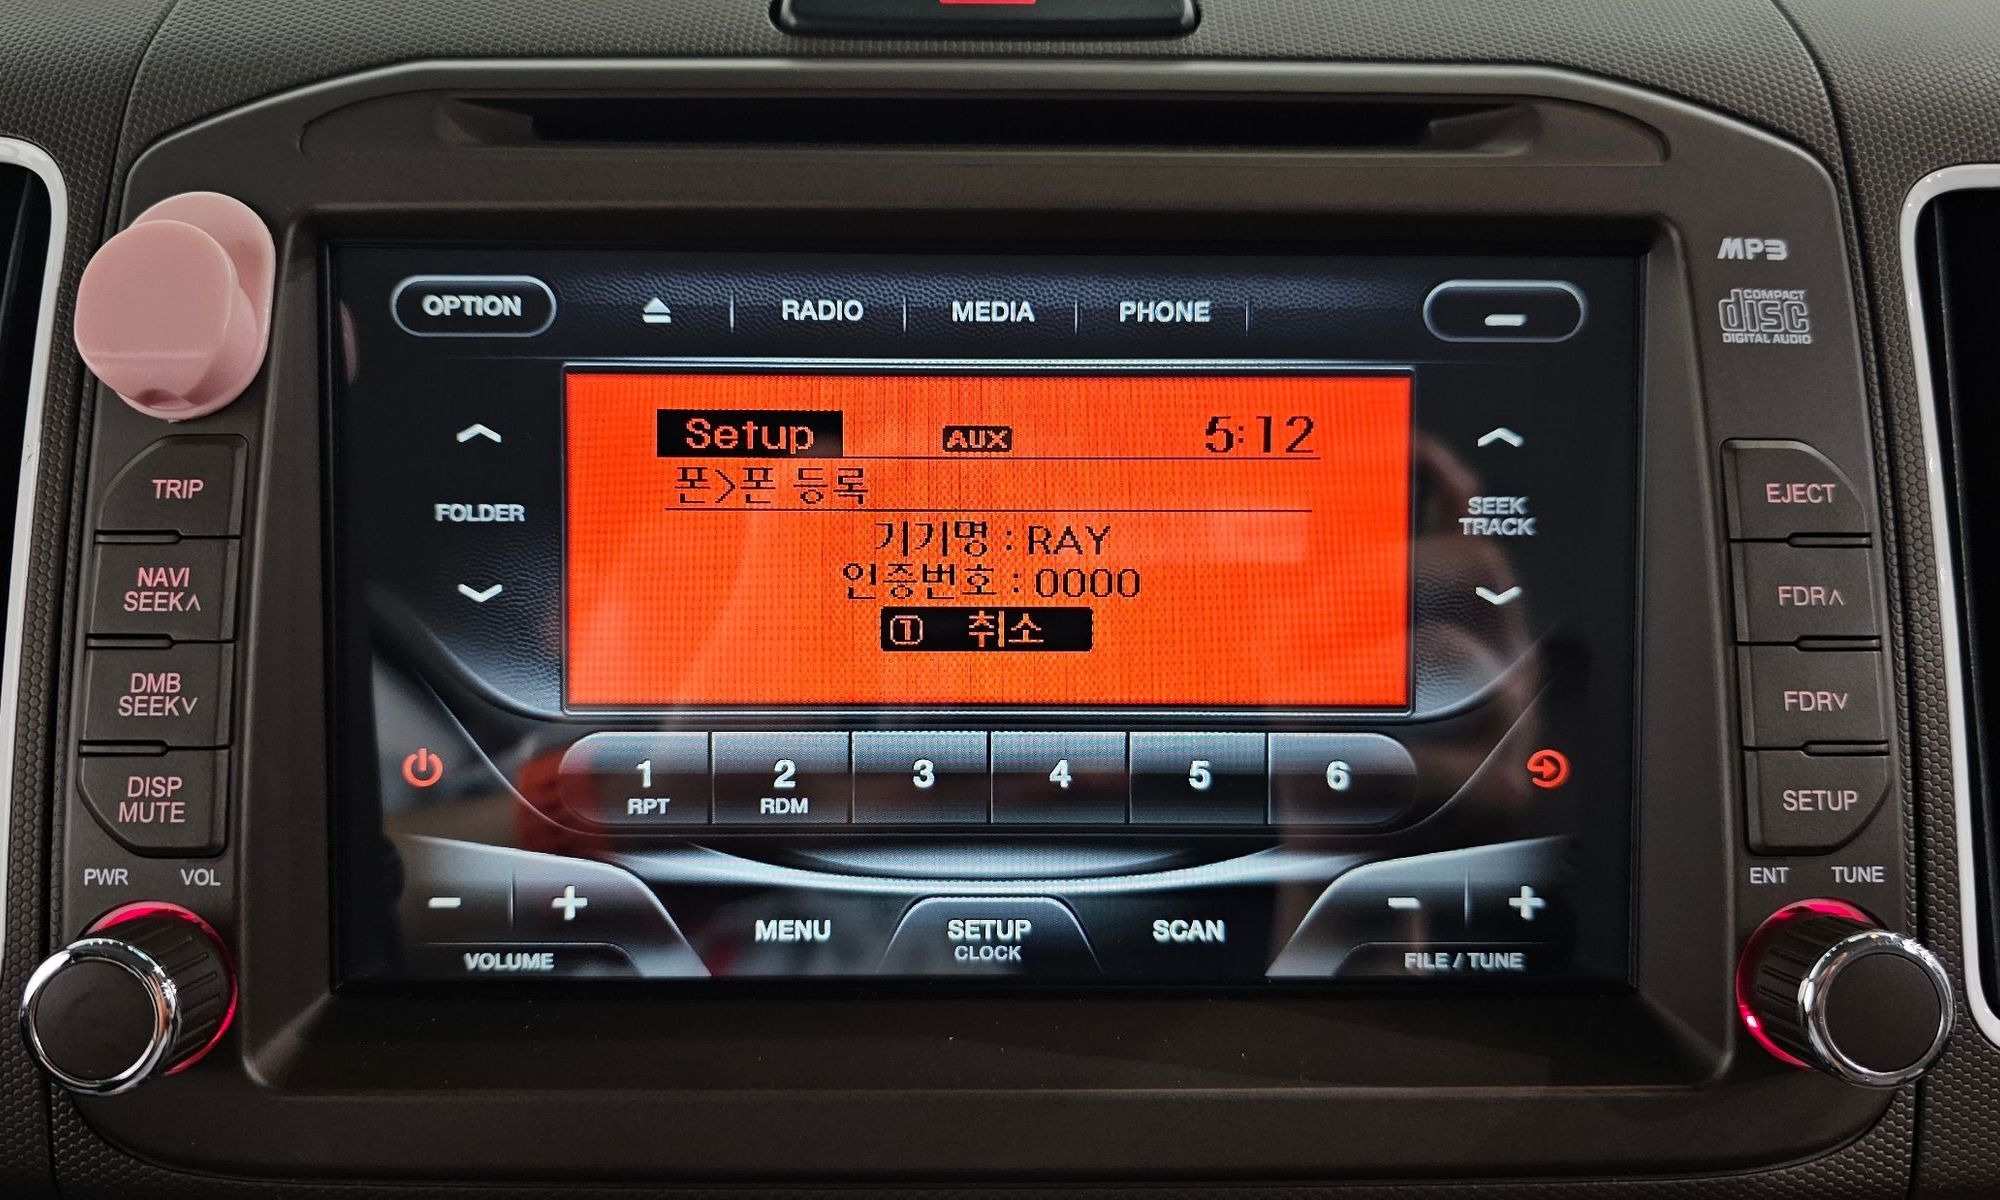 MP3
COMPACT
disc
DIGITAL AUDIO
OPTION
RADIO
MEDIA
PHONE
Setup AUX 5:12
폰>폰 등록
기기명 : RAY
인증번호 : 0000
① 취소
FOLDER
SEEK
TRACK
TRIP
NAVI
SEEK∧
DMB
SEEK∨
DISP
MUTE
EJECT
FDR∧
FDR∨
SETUP
1 2 3 4 5 6
RPT RDM
PWR VOL
ENT TUNE
- +
VOLUME
MENU
SETUP
CLOCK
SCAN
- +
FILE / TUNE